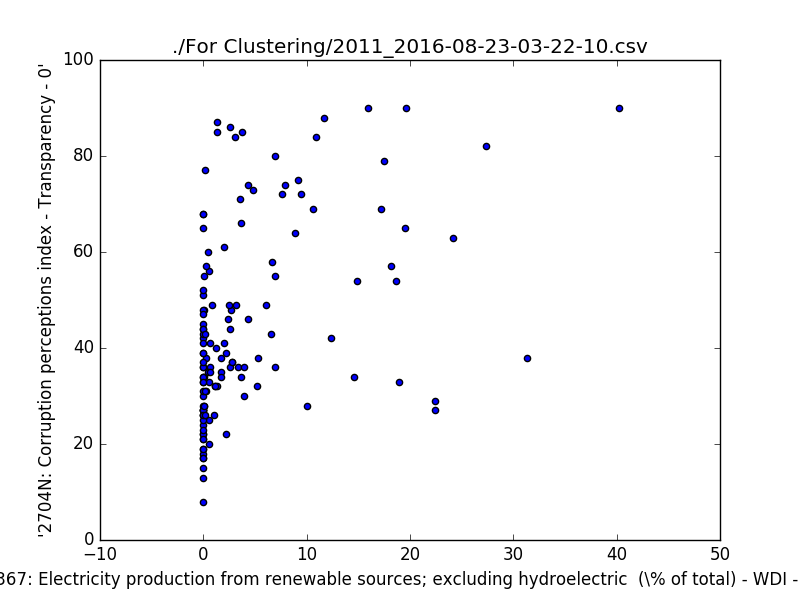 ./For Clustering/2011_2016-08-23-03-22-10.csv
'2704N: Corruption perceptions index - Transparency - 0'
100
80
60
40
20
0
−10 0 10 20 30 40 50
367: Electricity production from renewable sources; excluding hydroelectric (\% of total) - WDI -